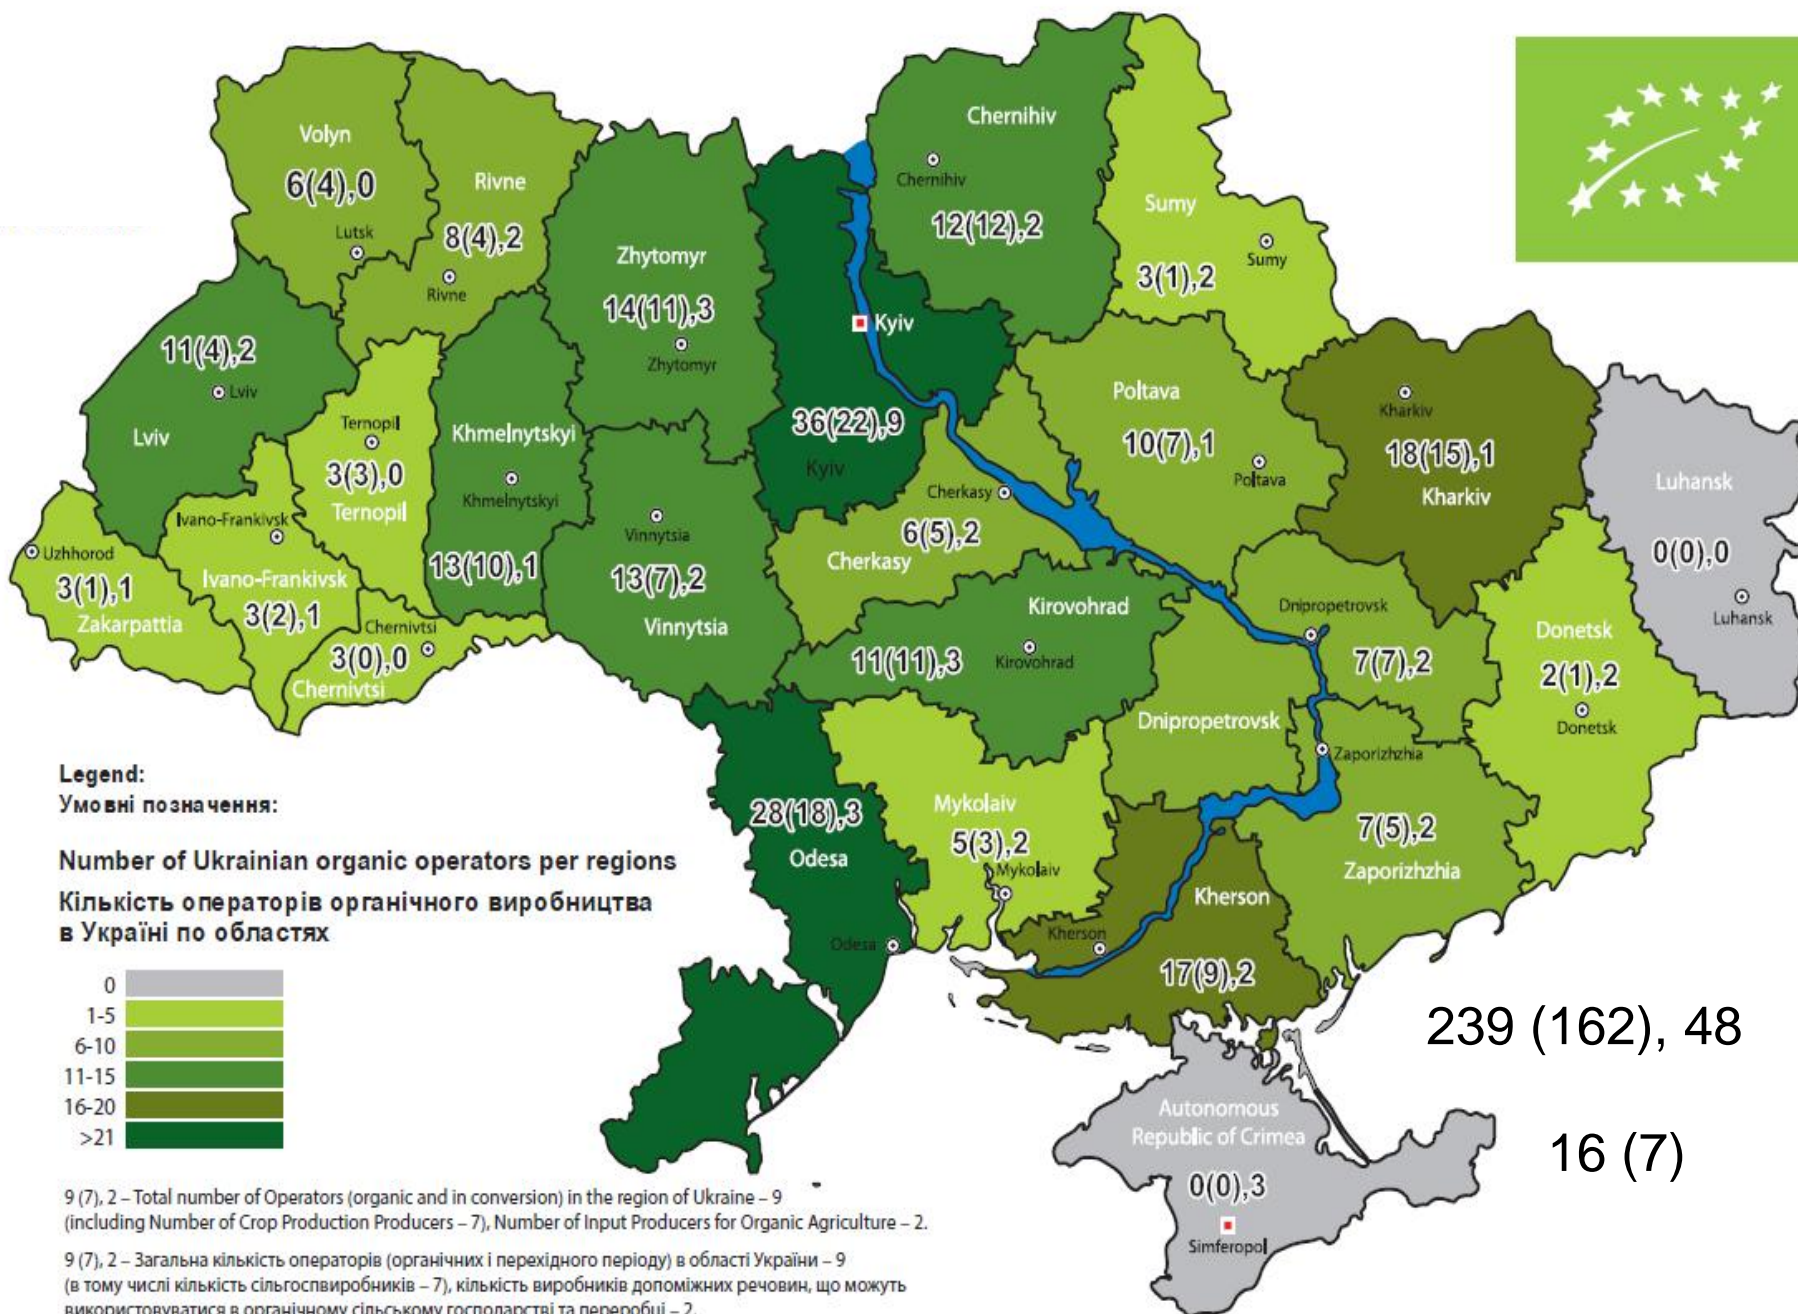 Chernihiv
Volyn
Chernihiv
Rivne
6(4),0
Sumy
12(12),2
Lutsk
8(4),2
Sumy
Zhytomyr
3(1),2
Rivne
14(11),3
Kyiv
11(4),2
Zhytomyr
Lviv
Poltava
Kharkiv
Ternopil
36(22),9
Khmelnytskyi
Lviv
10(7),1
18(15),1
3(3),0
Kyiv
Poltava
Luhansk
Khmelnytskyi
Cherkasy
Kharkiv
Ternopil
Ivano-Frankivsk
Vinnytsia
6(5),2
Uzhhorod
Cherkasy
0(0),0
13(10),1
13(7),2
Ivano-Frankivsk
3(1),1
Kirovohrad
Dnipropetrovsk
3(2),1
Zakarpattia
Chernivtsi
Vinnytsia
Luhansk
Donetsk
3(0),0
11(11),3
Kirovohrad
7(7),2
2(1),2
Chernivtsi
Dnipropetrovsk
Donetsk
Zaporizhzhia
Legend:
Умовні позначення:
Mykolaiv
28(18),3
5(3),2
7(5),2
Odesa
Mykolaiv
Zaporizhzhia
Number of Ukrainian organic operators per regions
Кількість операторів органічного виробництва
в Україні по областях
Kherson
Kherson
Odesa
17(9),2
0
1-5
6-10
11-15
16-20
>21
239 (162), 48
Autonomous
Republic of Crimea
16 (7)
0(0),3
Simferopol
9 (7), 2 – Total number of Operators (organic and in conversion) in the region of Ukraine – 9
(including Number of Crop Production Producers – 7), Number of Input Producers for Organic Agriculture – 2.
9 (7), 2 – Загальна кількість операторів (органічних і перехідного періоду) в області України – 9
(в тому числі кількість сільгоспвиробників – 7), кількість виробників допоміжних речовин, що можуть
використовуватися в органічному сільському господарстві та переробці – 2.